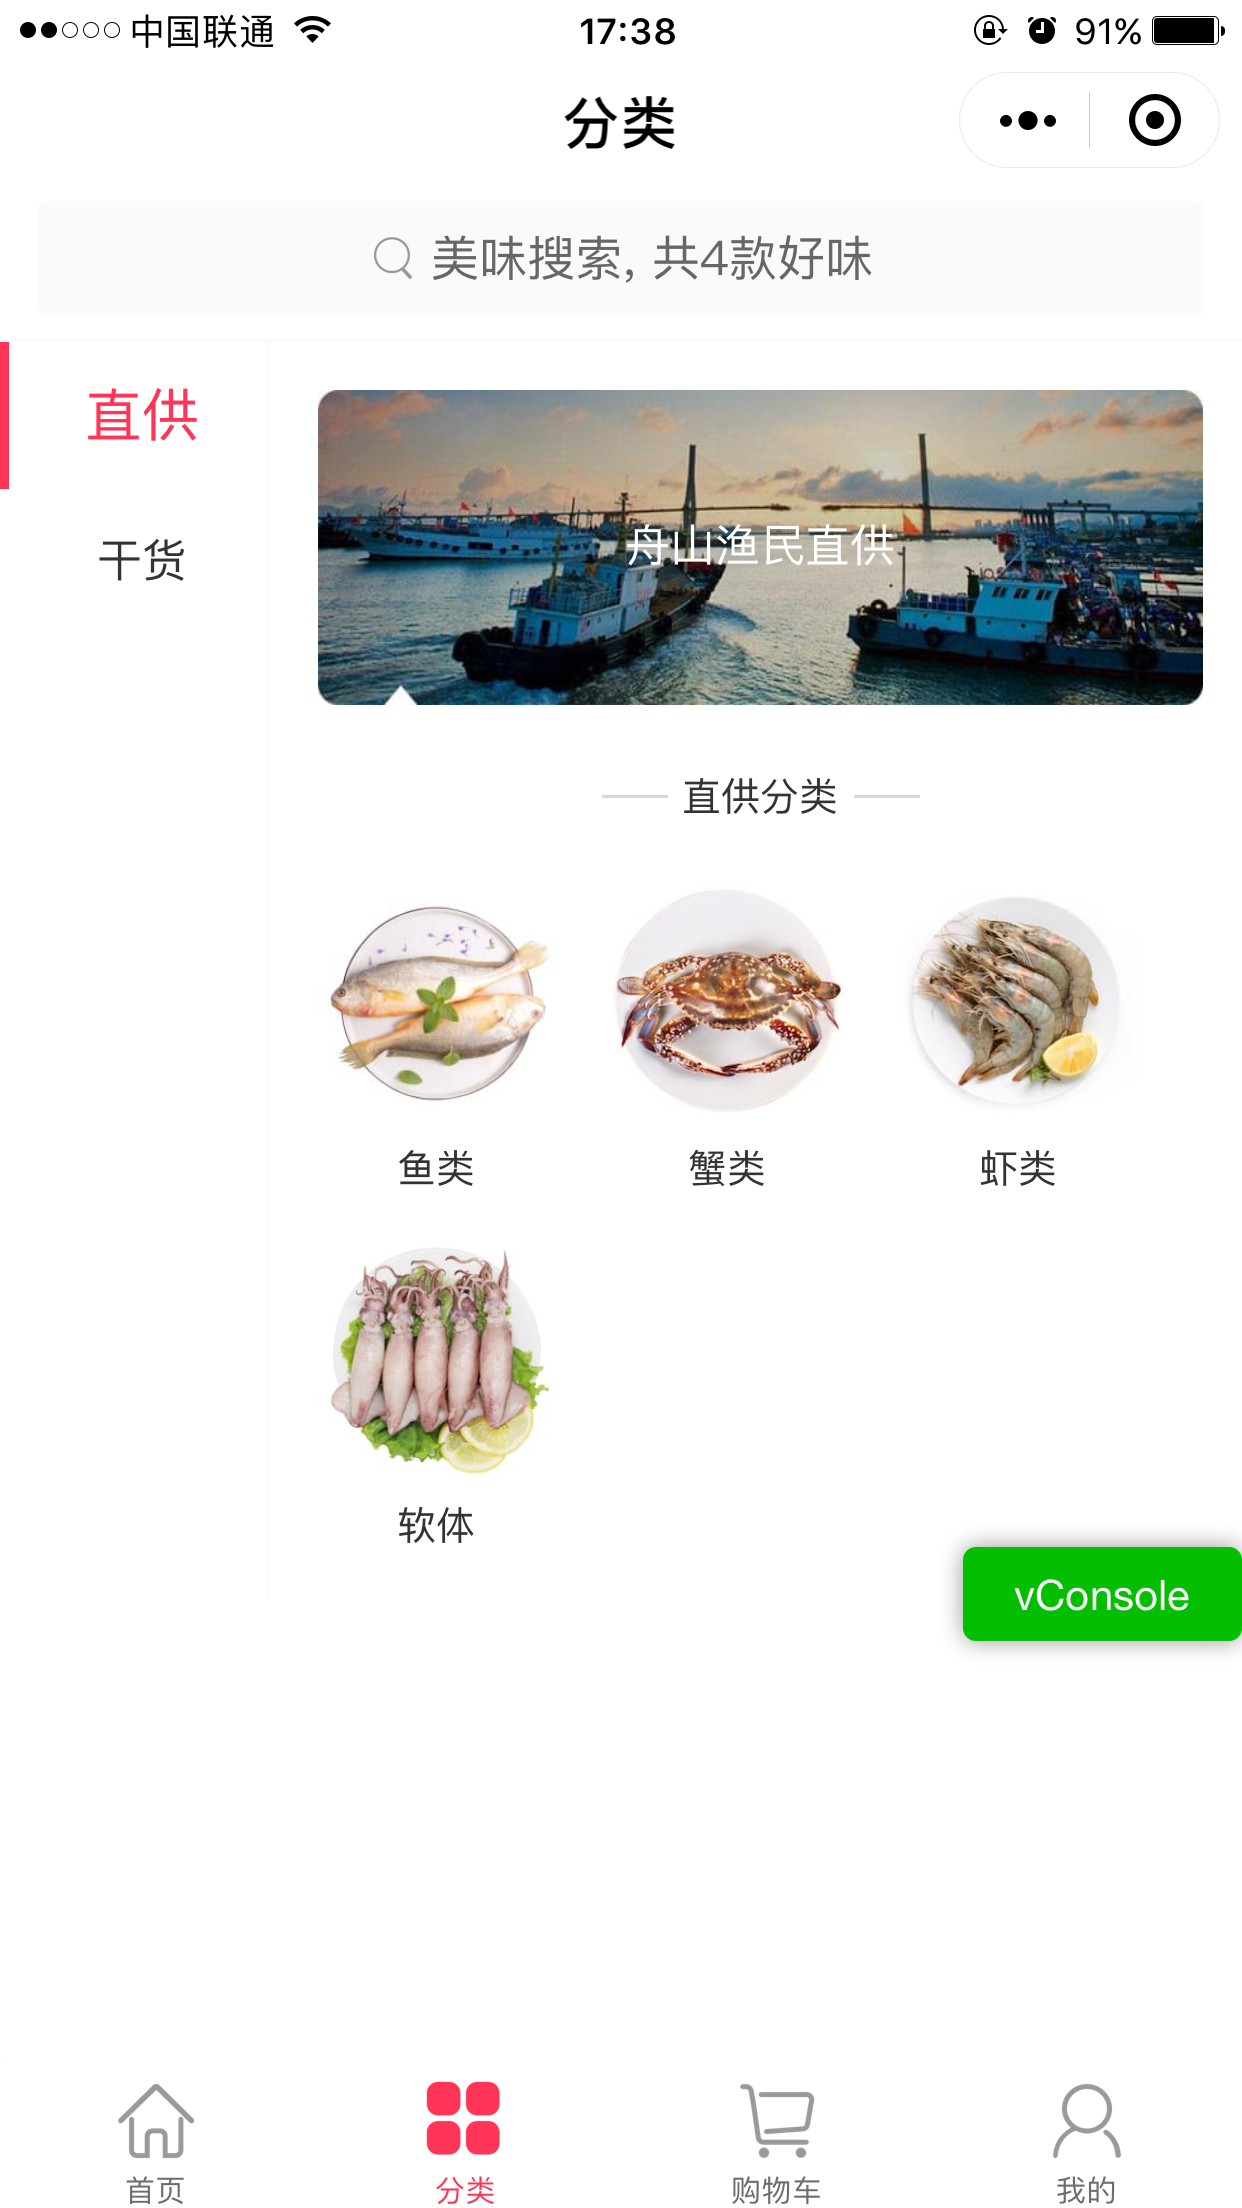 中国联通
17:38
91%
分类
美味搜索, 共4款好味
直供
干货
舟山渔民直供
直供分类
鱼类
蟹类
虾类
软体
vConsole
首页
分类
购物车
我的